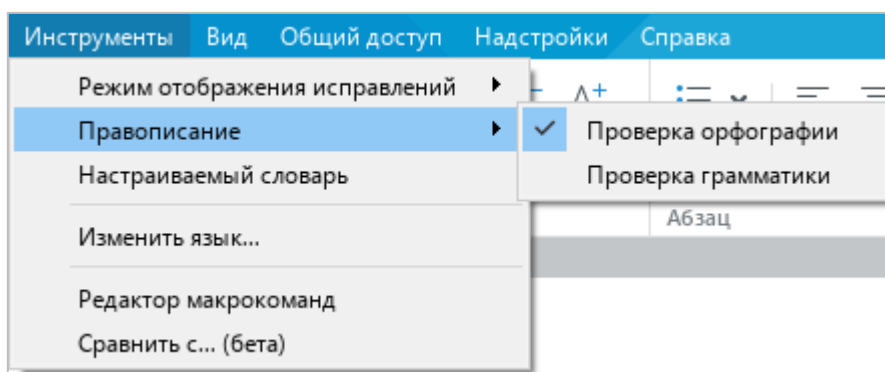 Инструменты Вид Общий доступ Надстройки Справка
Режим отображения исправлений
Правописание
Проверка орфографии
Настраиваемый словарь
Проверка грамматики
Абзац
Изменить язык...
Редактор макрокоманд
Сравнить с... (бета)